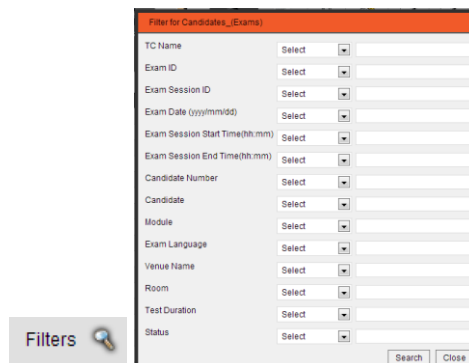 Filter for Candidates_(Exams)
TC Name Select
Exam ID Select
Exam Session ID Select
Exam Date (yyyy/mm/dd) Select
Exam Session Start Time(hh:mm) Select
Exam Session End Time(hh:mm) Select
Candidate Number Select
Candidate Select
Module Select
Exam Language Select
Venue Name Select
Room Select
Test Duration Select
Status Select
Search Close
Filters